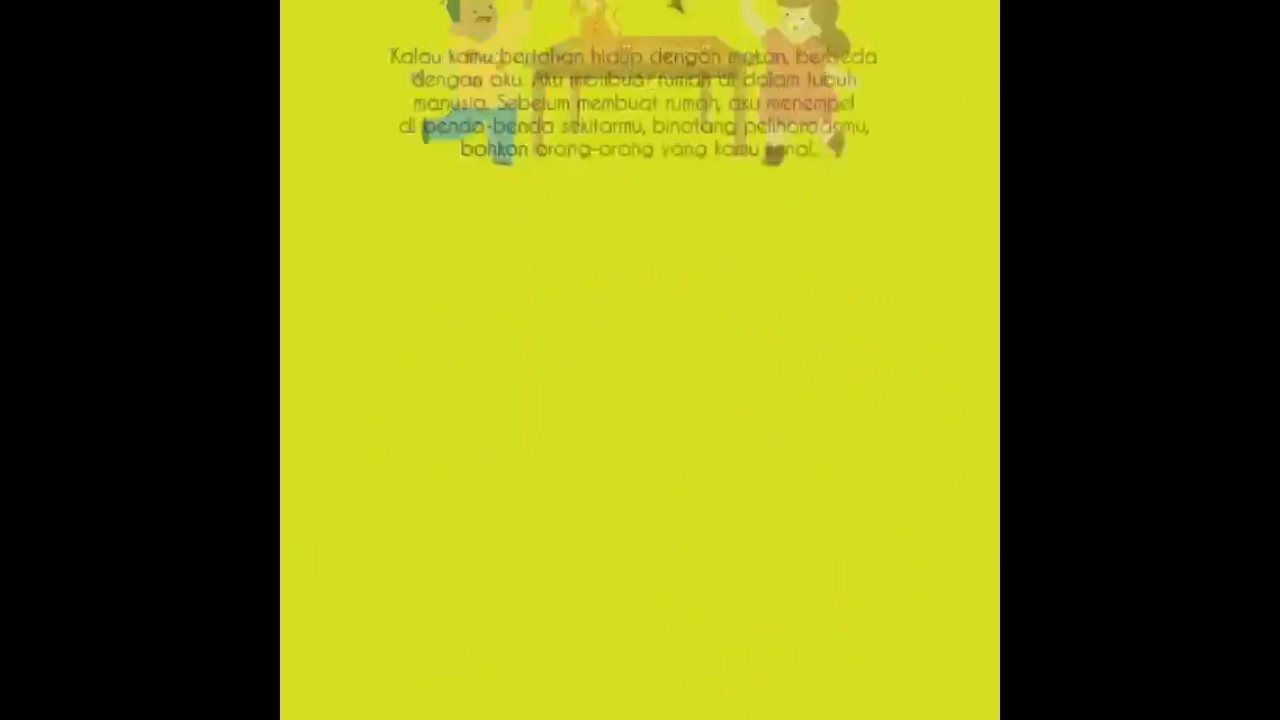 Kalau kamu bertahan hidup dengan makan, berbeda
dengan aku. Aku membuat rumah di dalam tubuh
manusia. Sebelum membuat rumah, aku menempel
di benda-benda sekitarmu, binatang peliharaanmu,
bahkan orang-orang yang kamu kenal.